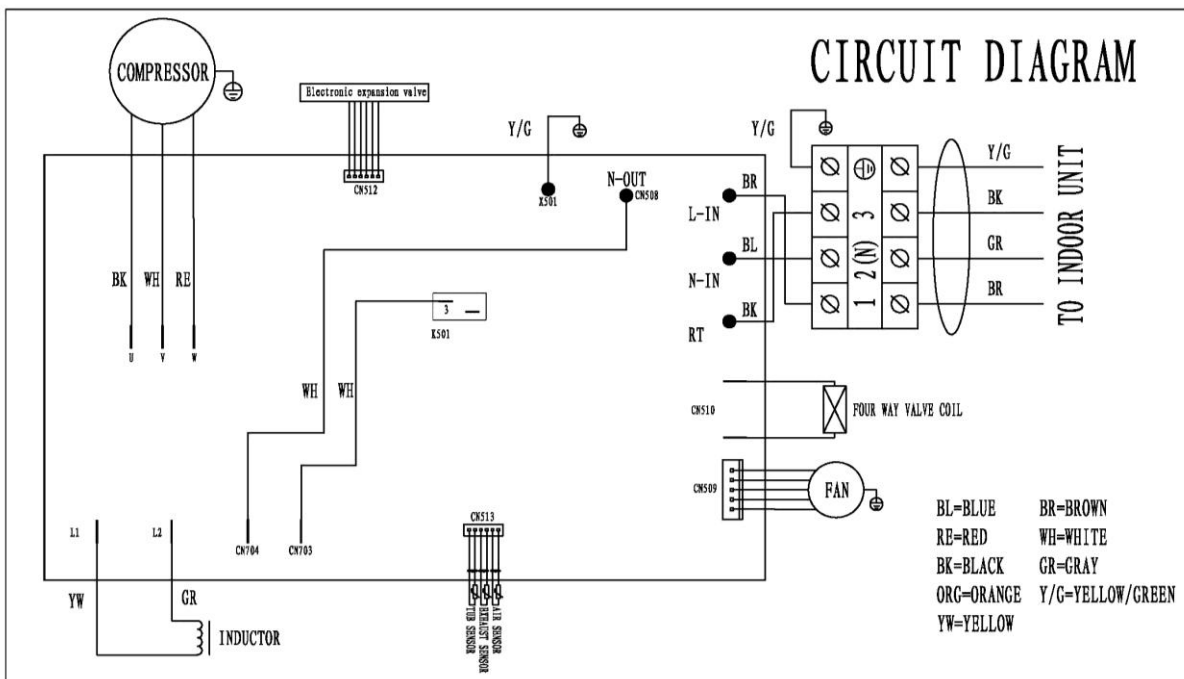 CIRCUIT DIAGRAM
COMPRESSOR
Electronic expansion valve
CN512
Y/G
X501
N-OUT
CN508
Y/G
BR
L-IN
BL
N-IN
BK
RT
3
2(N)
1
Y/G
BK
GR
BR
TO INDOOR UNIT
BK
WH
RE
U
V
W
3
K501
WH
WH
CN510
FOUR WAY VALVE COIL
CN509
FAN
L1
L2
CN704
CN703
CN513
TUB SENSOR
EXHAUST SENSOR
AIR SENSOR
YW
GR
INDUCTOR
BL=BLUE BR=BROWN
RE=RED WH=WHITE
BK=BLACK GR=GRAY
ORG=ORANGE Y/G=YELLOW/GREEN
YW=YELLOW